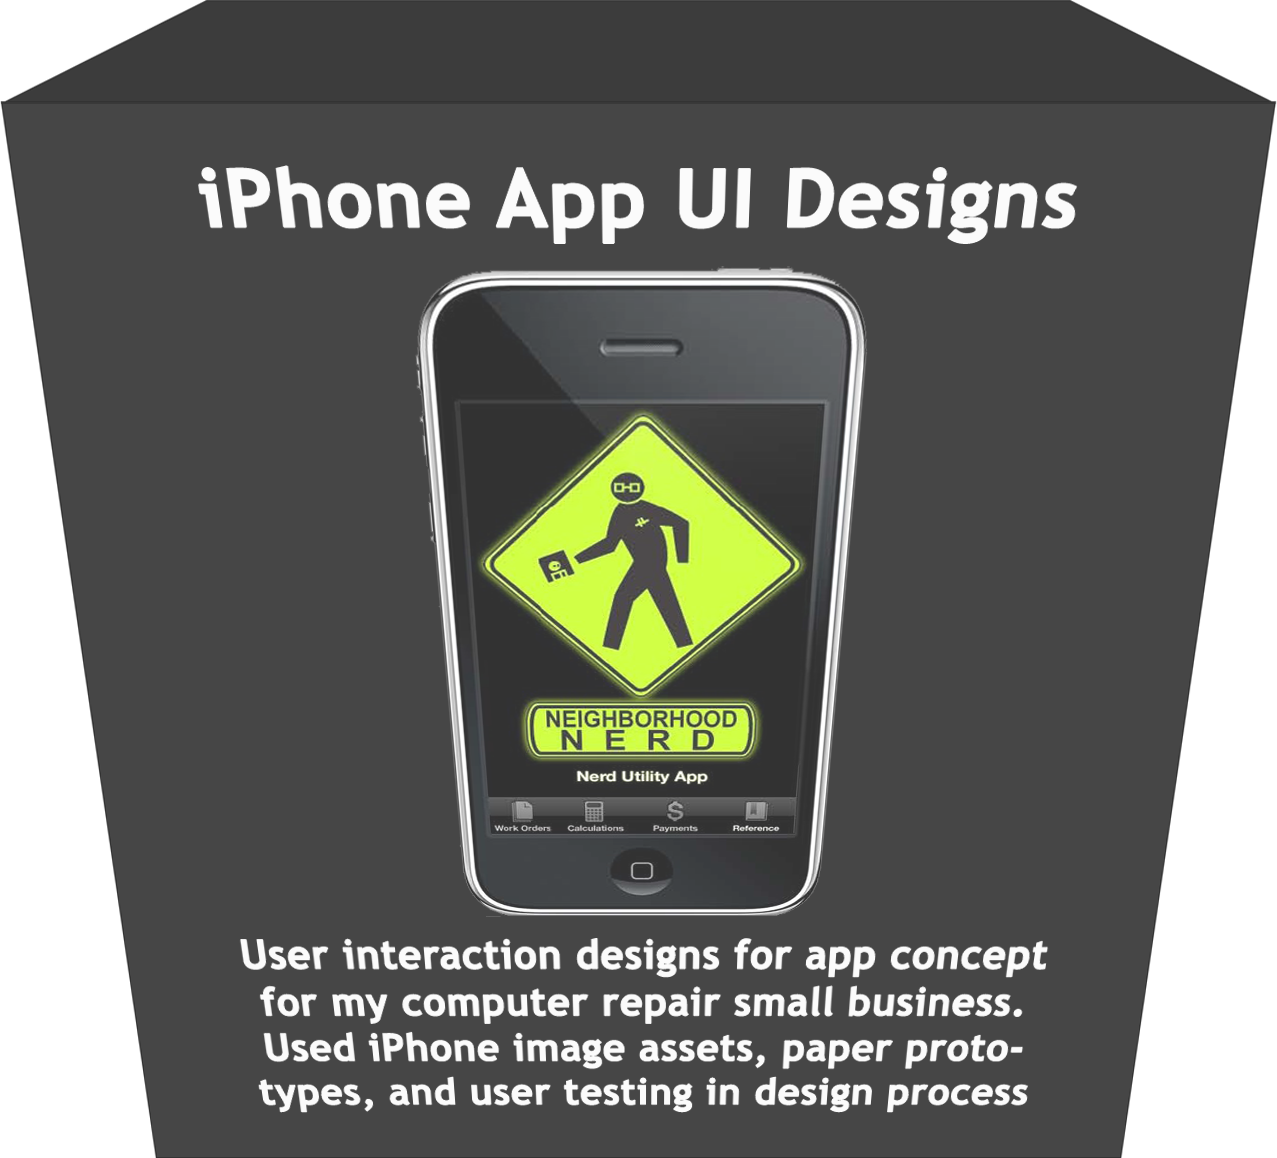 iPhone App UI Designs
NEIGHBORHOOD
NERD
Nerd Utility App
Work Orders Calculations Payments Reference
User interaction designs for app concept
for my computer repair small business.
Used iPhone image assets, paper proto-
types, and user testing in design process